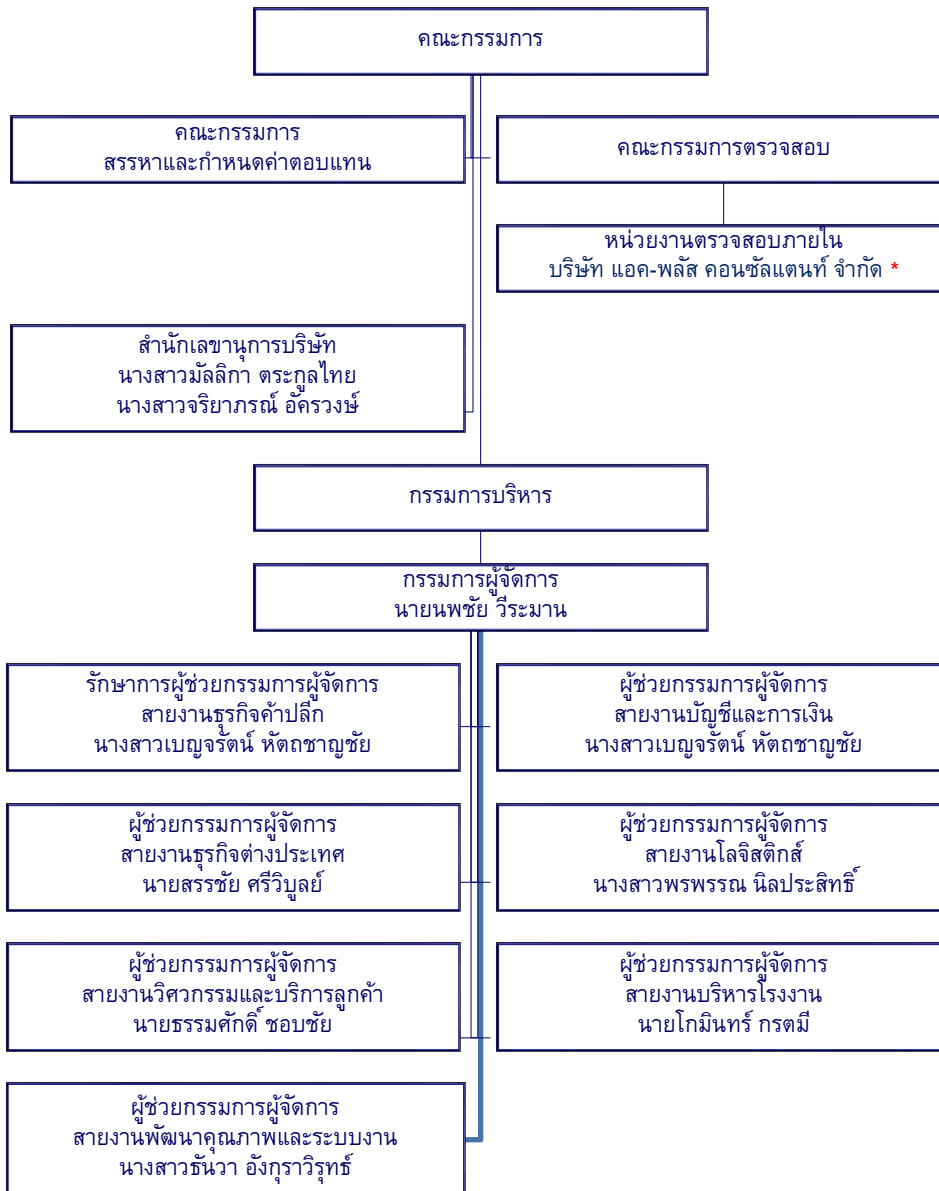 คณะกรรมการ
คณะกรรมการ
สรรหาและกำหนดค่าตอบแทน
คณะกรรมการตรวจสอบ
หน่วยงานตรวจสอบภายใน
บริษัท แอค-พลัส คอนซัลแตนท์ จำกัด *
สำนักเลขานุการบริษัท
นางสาวมัลลิกา ตระกูลไทย
นางสาวจริยาภรณ์ อัครวงษ์
กรรมการบริหาร
กรรมการผู้จัดการ
นายนพชัย วีระมาน
รักษาการผู้ช่วยกรรมการผู้จัดการ
สายงานธุรกิจค้าปลีก
นางสาวเบญจรัตน์ หัตถชาญชัย
ผู้ช่วยกรรมการผู้จัดการ
สายงานบัญชีและการเงิน
นางสาวเบญจรัตน์ หัตถชาญชัย
ผู้ช่วยกรรมการผู้จัดการ
สายงานธุรกิจต่างประเทศ
นายสรรชัย ศรีวิบูลย์
ผู้ช่วยกรรมการผู้จัดการ
สายงานโลจิสติกส์
นางสาวพรพรรณ นิลประสิทธิ์
ผู้ช่วยกรรมการผู้จัดการ
สายงานวิศวกรรมและบริการลูกค้า
นายธรรมศักดิ์ ชอบชัย
ผู้ช่วยกรรมการผู้จัดการ
สายงานบริหารโรงงาน
นายโกมินทร์ กรตมี
ผู้ช่วยกรรมการผู้จัดการ
สายงานพัฒนาคุณภาพและระบบงาน
นางสาวธันวา อังกุราวิรุทธ์